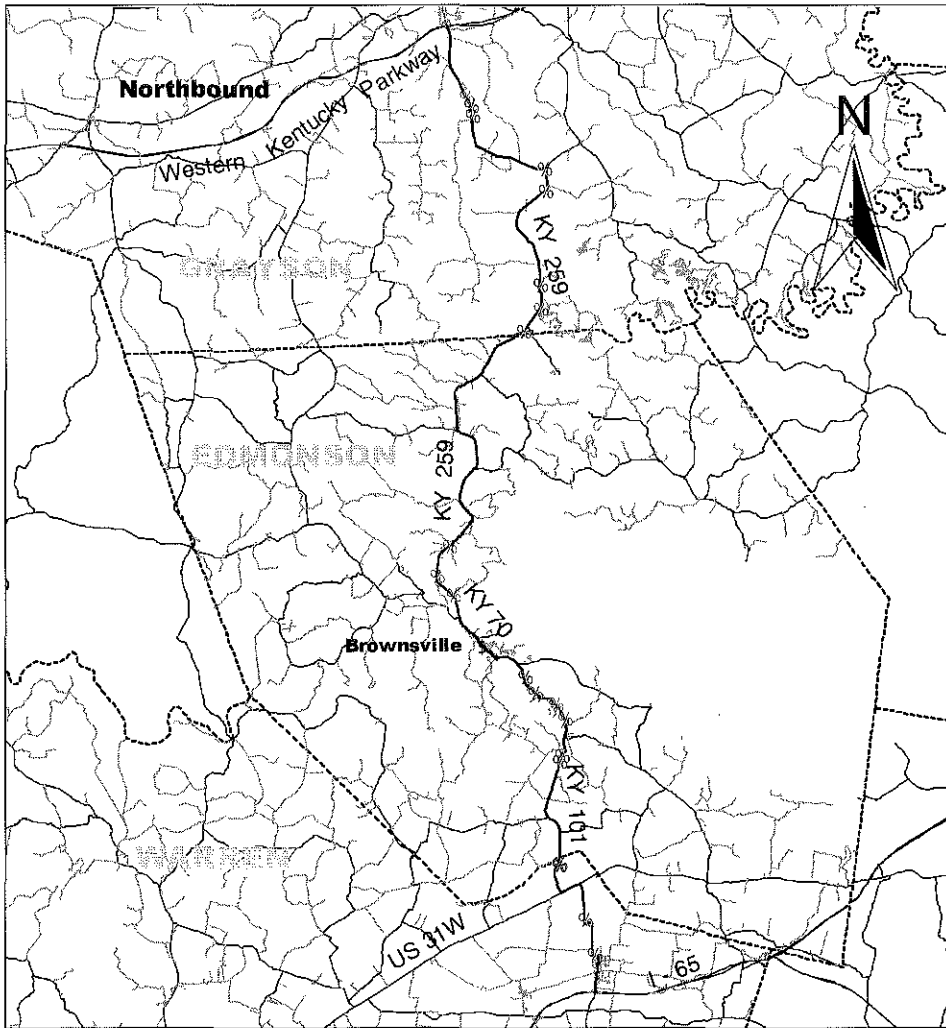 Northbound
Western Kentucky Parkway
N
KY 259
GRAYSON
EDMONSON
KY 259
KY 70
Brownsville
KY 101
WARREN
US 31W
I 65